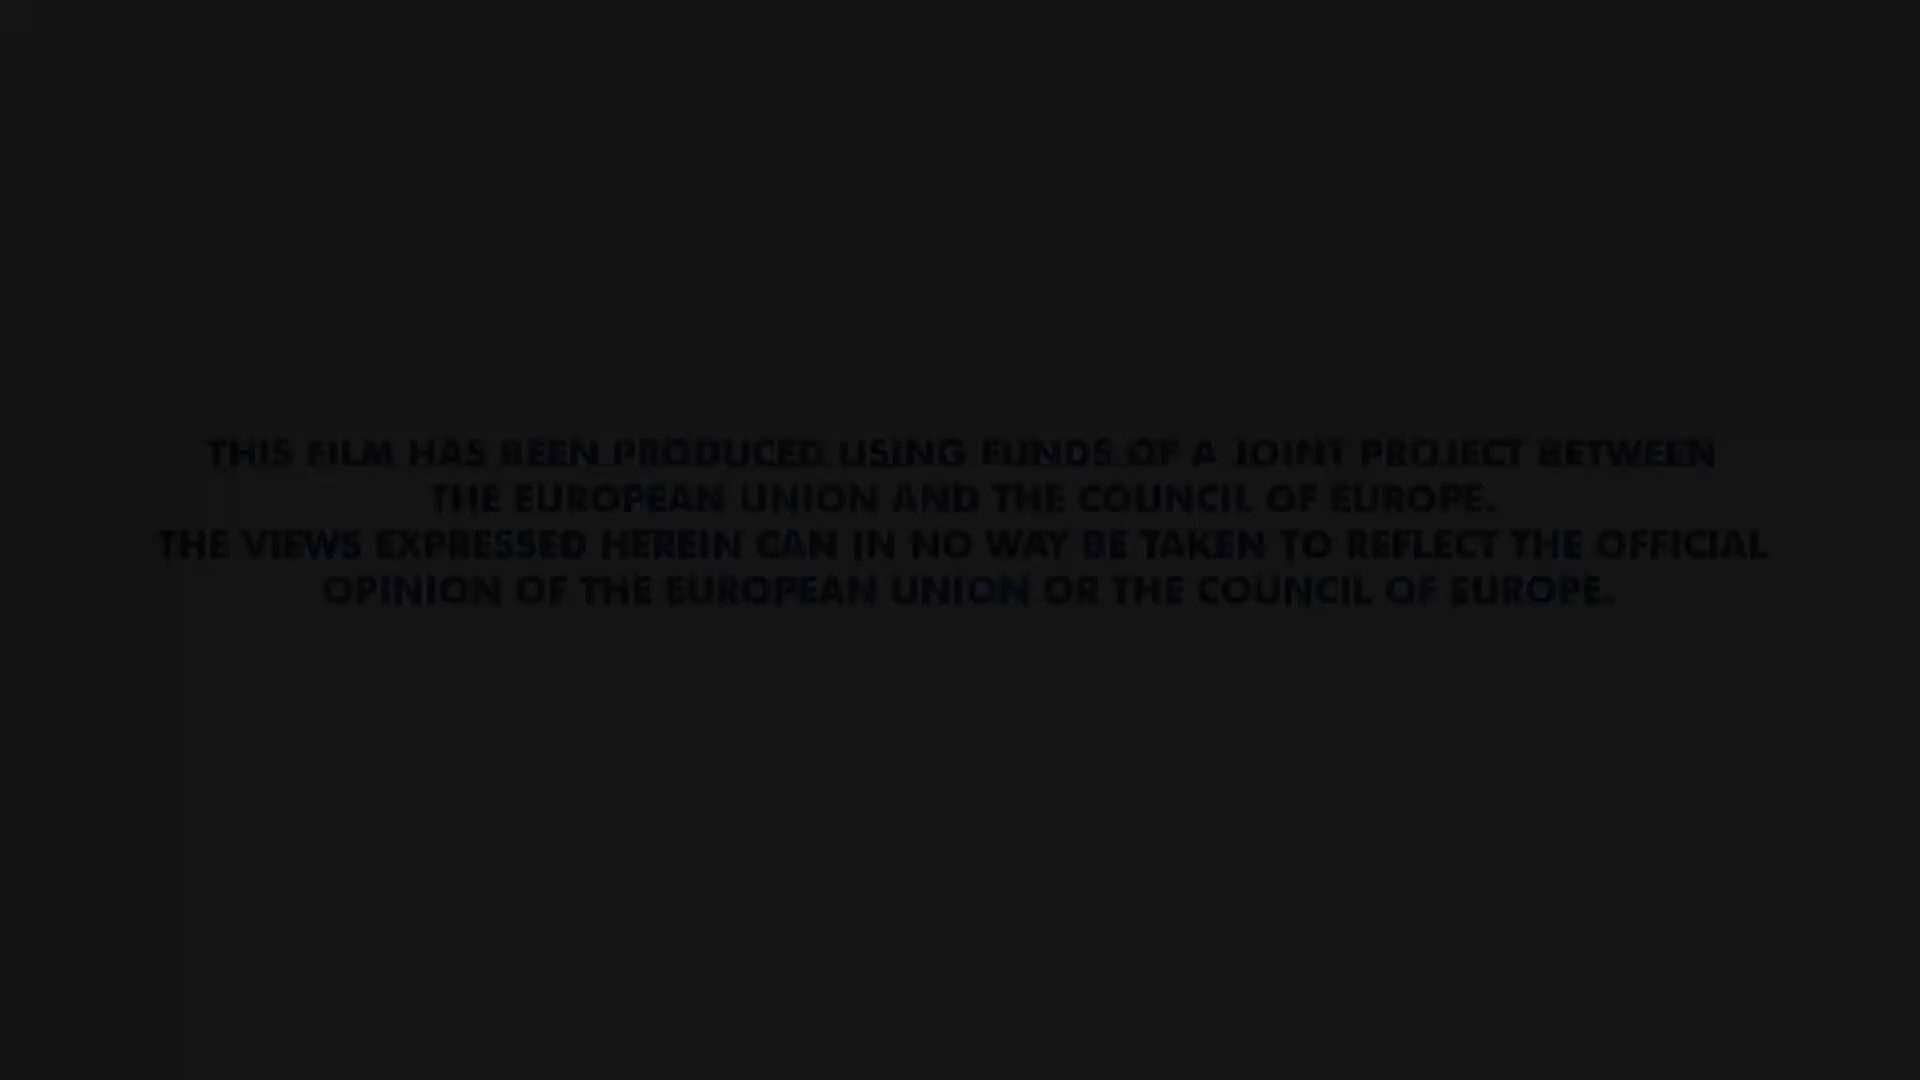 THIS FILM HAS BEEN PRODUCED USING FUNDS OF A JOINT PROJECT BETWEEN
THE EUROPEAN UNION AND THE COUNCIL OF EUROPE.
THE VIEWS EXPRESSED HEREIN CAN IN NO WAY BE TAKEN TO REFLECT THE OFFICIAL
OPINION OF THE EUROPEAN UNION OR THE COUNCIL OF EUROPE.